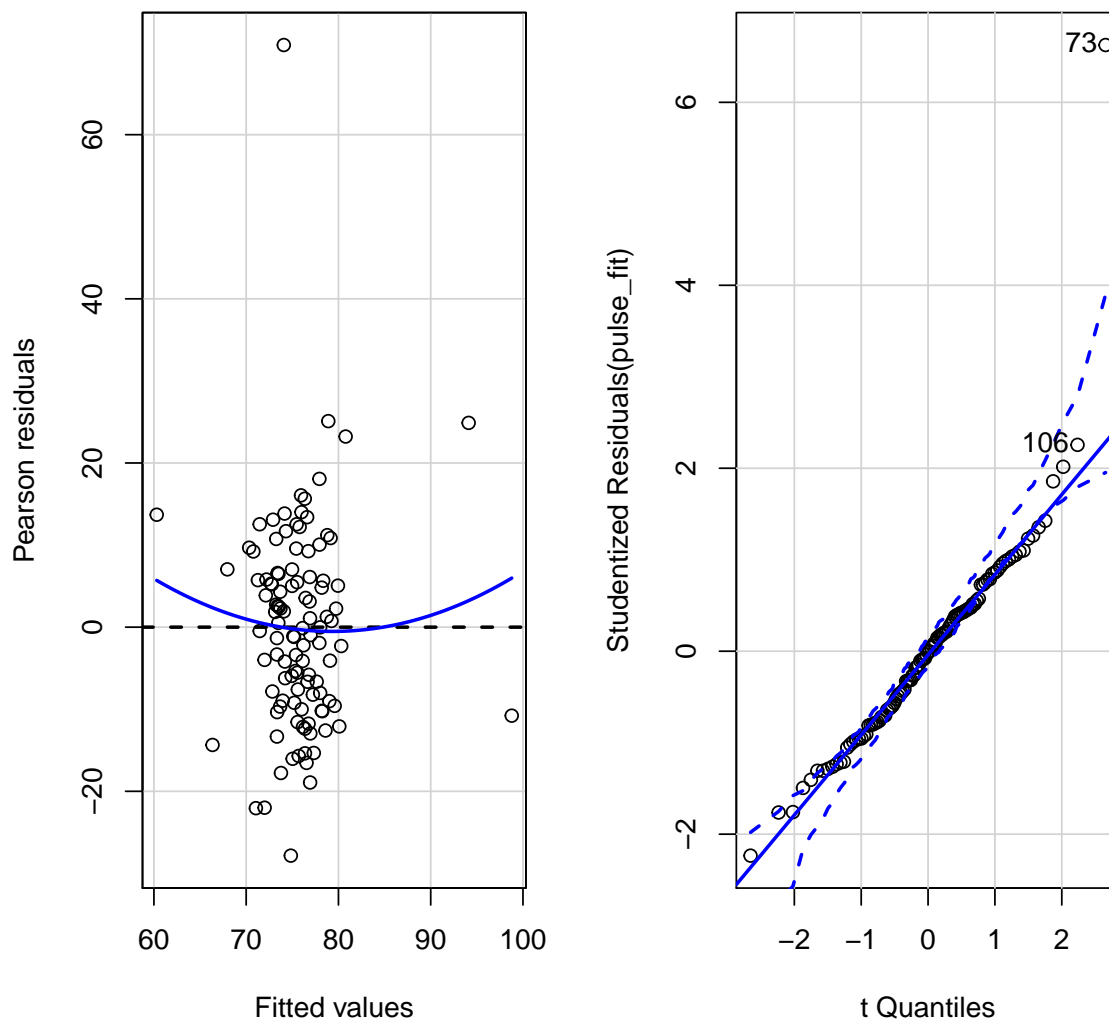 Pearson residuals
60
40
20
0
−20
60 70 80 90 100
Fitted values
Studentized Residuals(pulse_fit)
6
4
2
0
−2
73
106
−2 −1 0 1 2
t Quantiles